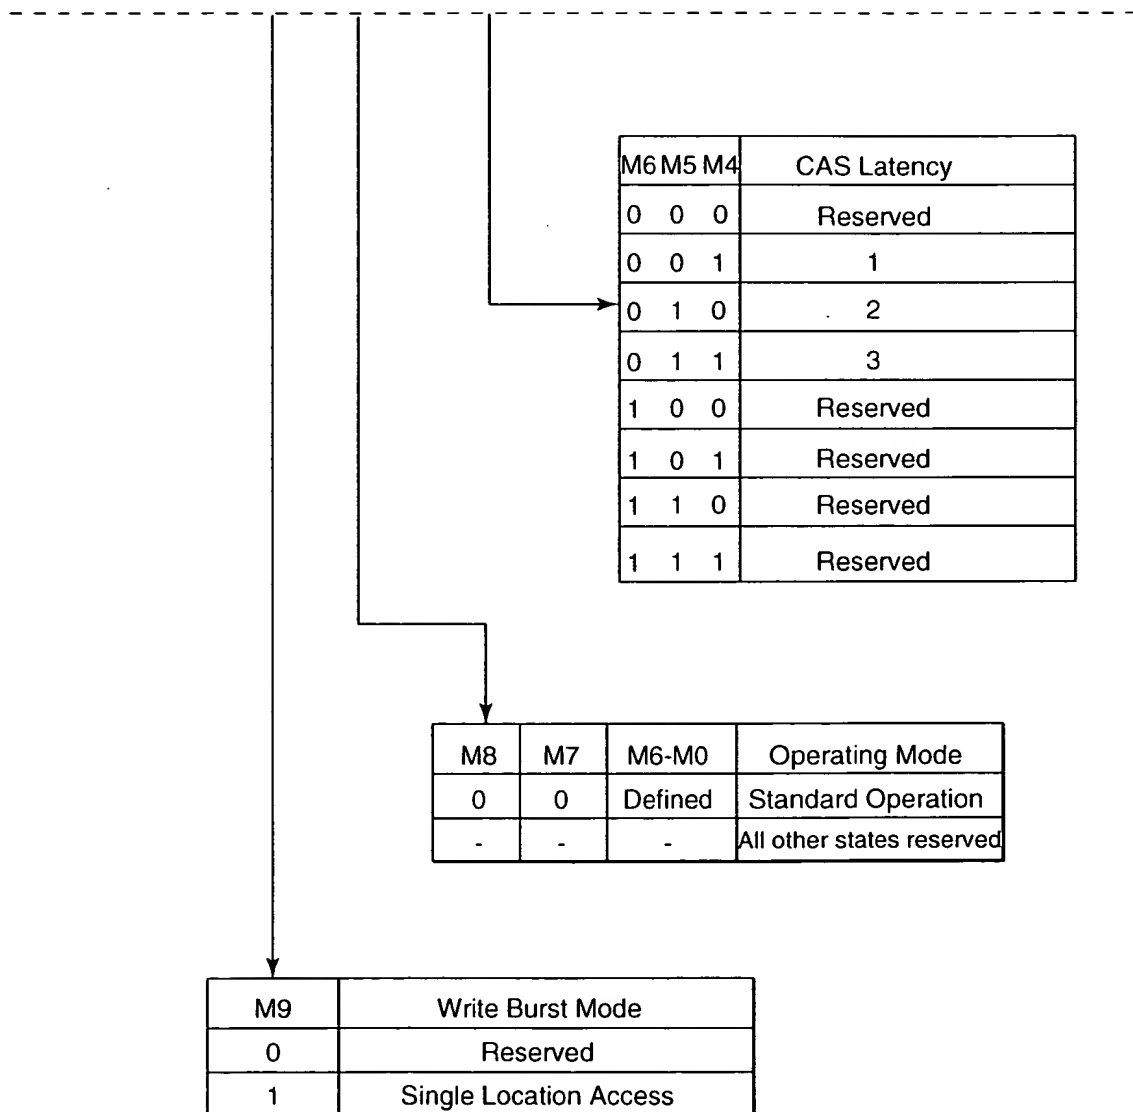 M6 M5 M4 CAS Latency
0 0 0 Reserved
0 0 1 1
0 1 0 2
0 1 1 3
1 0 0 Reserved
1 0 1 Reserved
1 1 0 Reserved
1 1 1 Reserved
M8 M7 M6-M0 Operating Mode
0 0 Defined Standard Operation
- - - All other states reserved
M9 Write Burst Mode
0 Reserved
1 Single Location Access